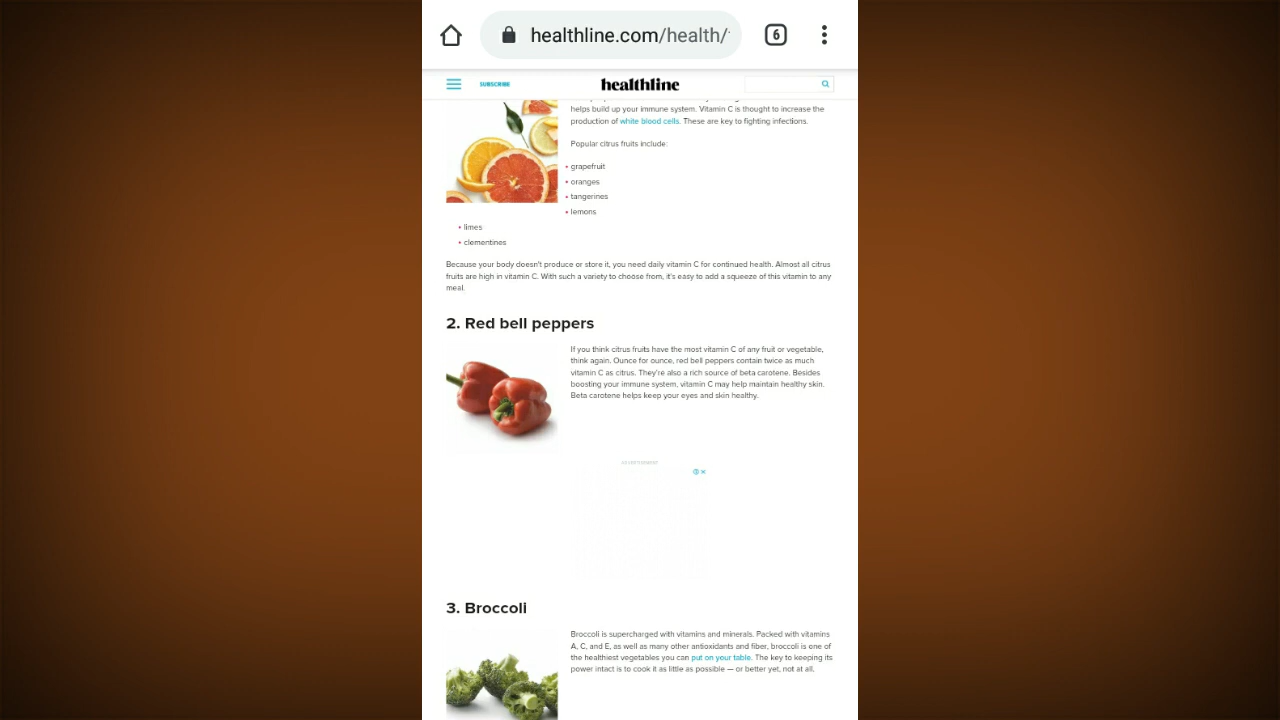 healthline.com/health/
6
SUBSCRIBE
healthline
helps build up your immune system. Vitamin C is thought to increase the
production of white blood cells. These are key to fighting infections.
Popular citrus fruits include:
• grapefruit
• oranges
• tangerines
• lemons
• limes
• clementines
Because your body doesn't produce or store it, you need daily vitamin C for continued health. Almost all citrus
fruits are high in vitamin C. With such a variety to choose from, it's easy to add a squeeze of this vitamin to any
meal.
2. Red bell peppers
If you think citrus fruits have the most vitamin C of any fruit or vegetable,
think again. Ounce for ounce, red bell peppers contain twice as much
vitamin C as citrus. They're also a rich source of beta carotene. Besides
boosting your immune system, vitamin C may help maintain healthy skin.
Beta carotene helps keep your eyes and skin healthy.
ADVERTISEMENT
3. Broccoli
Broccoli is supercharged with vitamins and minerals. Packed with vitamins
A, C, and E, as well as many other antioxidants and fiber, broccoli is one of
the healthiest vegetables you can put on your table. The key to keeping its
power intact is to cook it as little as possible — or better yet, not at all.